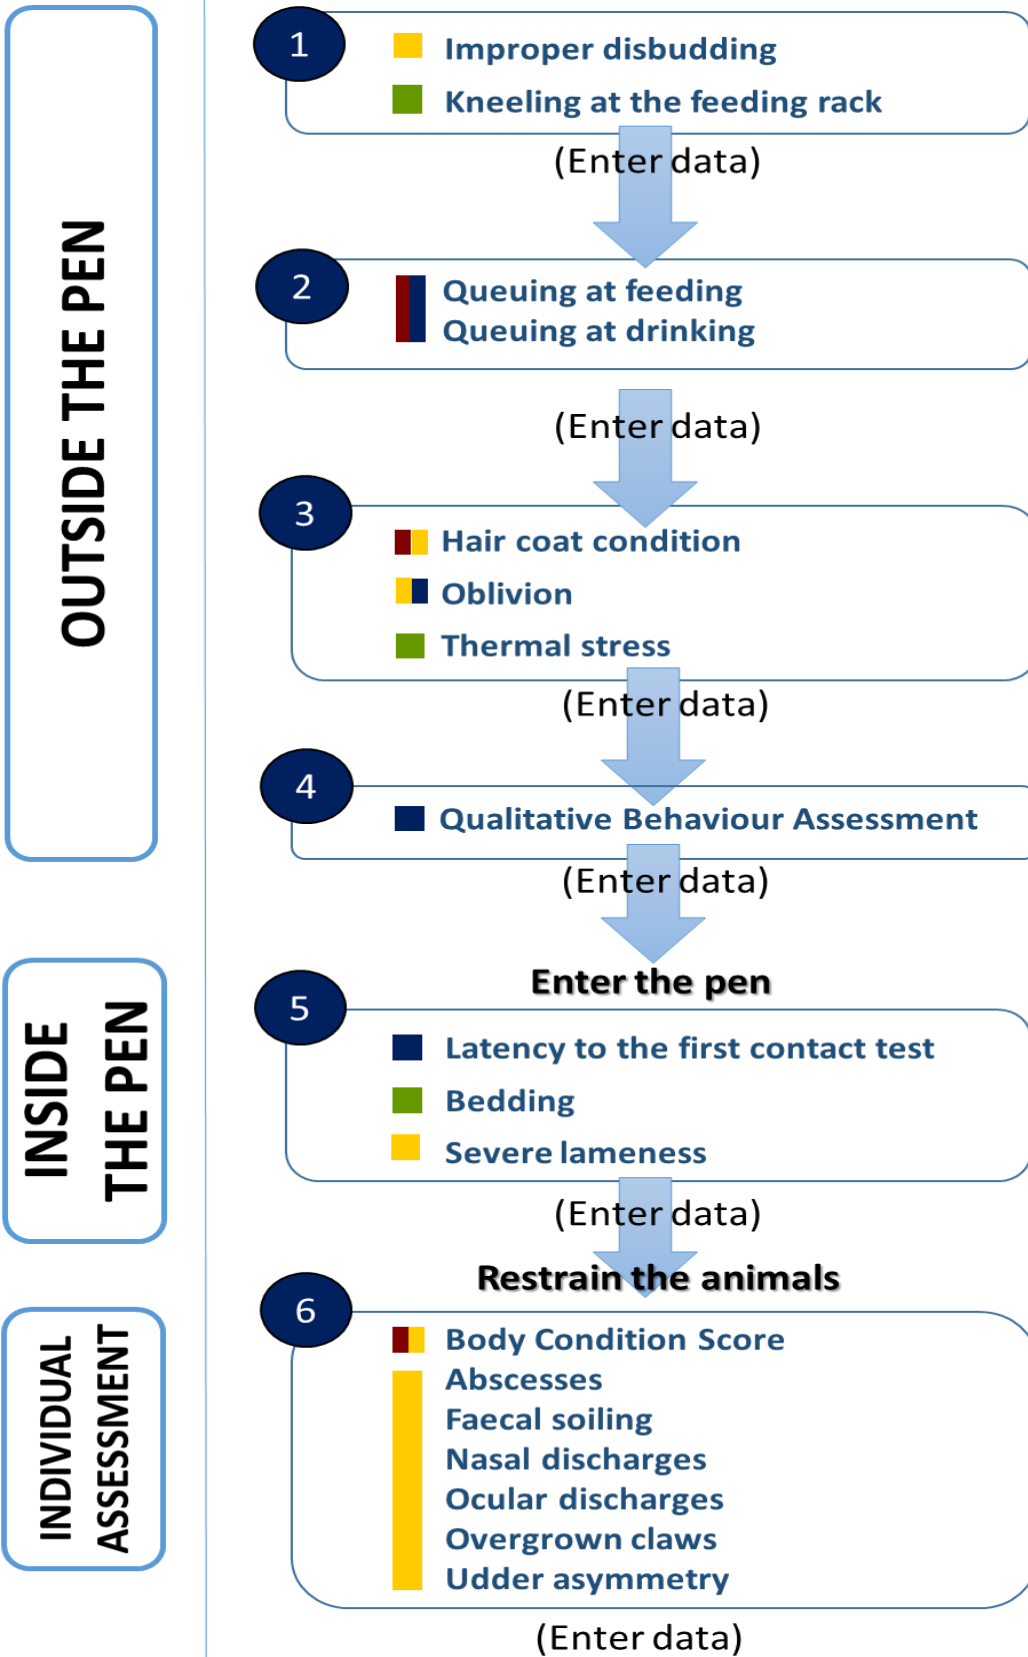 OUTSIDE THE PEN
1
Improper disbudding
Kneeling at the feeding rack
(Enter data)
2
Queuing at feeding
Queuing at drinking
(Enter data)
3
Hair coat condition
Oblivion
Thermal stress
(Enter data)
4
Qualitative Behaviour Assessment
(Enter data)
INSIDE
THE PEN
Enter the pen
5
Latency to the first contact test
Bedding
Severe lameness
(Enter data)
INDIVIDUAL
ASSESSMENT
Restrain the animals
6
Body Condition Score
Abscesses
Faecal soiling
Nasal discharges
Ocular discharges
Overgrown claws
Udder asymmetry
(Enter data)